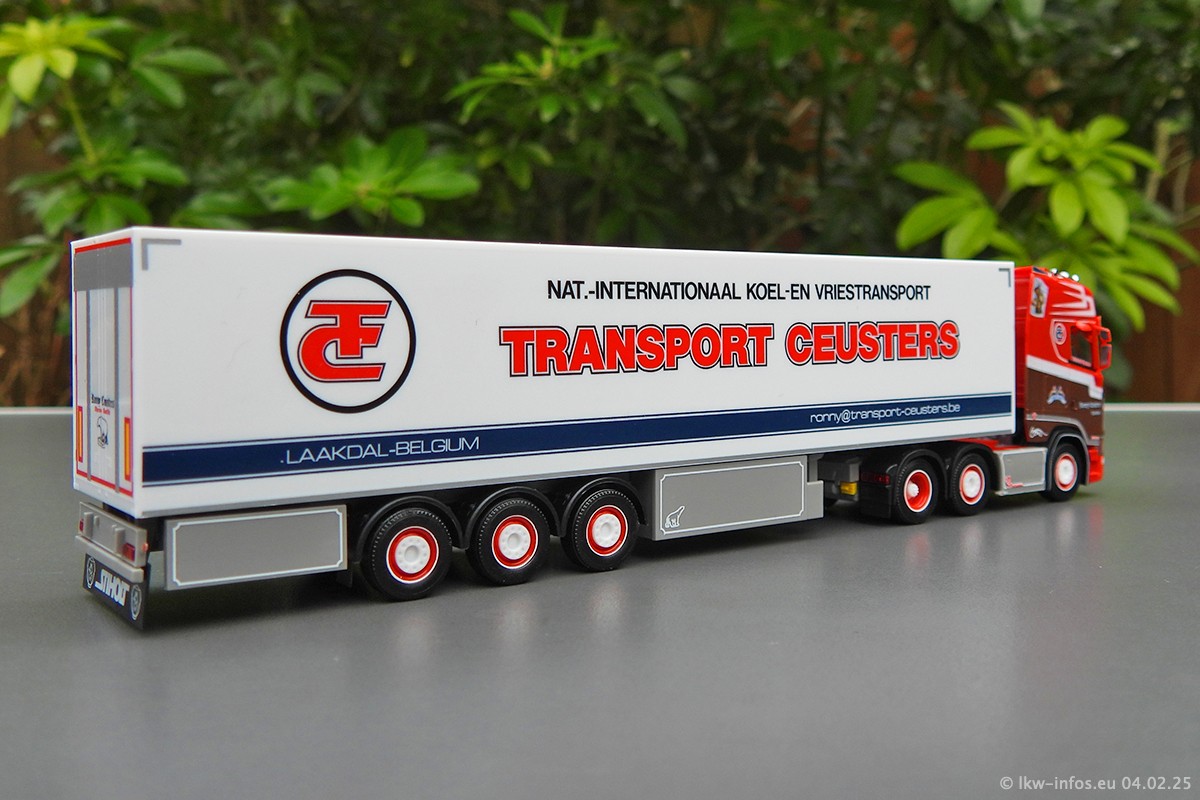 NAT.-INTERNATIONAAL KOEL-EN VRIESTRANSPORT
TC
TRANSPORT CEUSTERS
ronny@transport-ceusters.be
.LAAKDAL-BELGIUM
© lkw-infos.eu 04.02.25